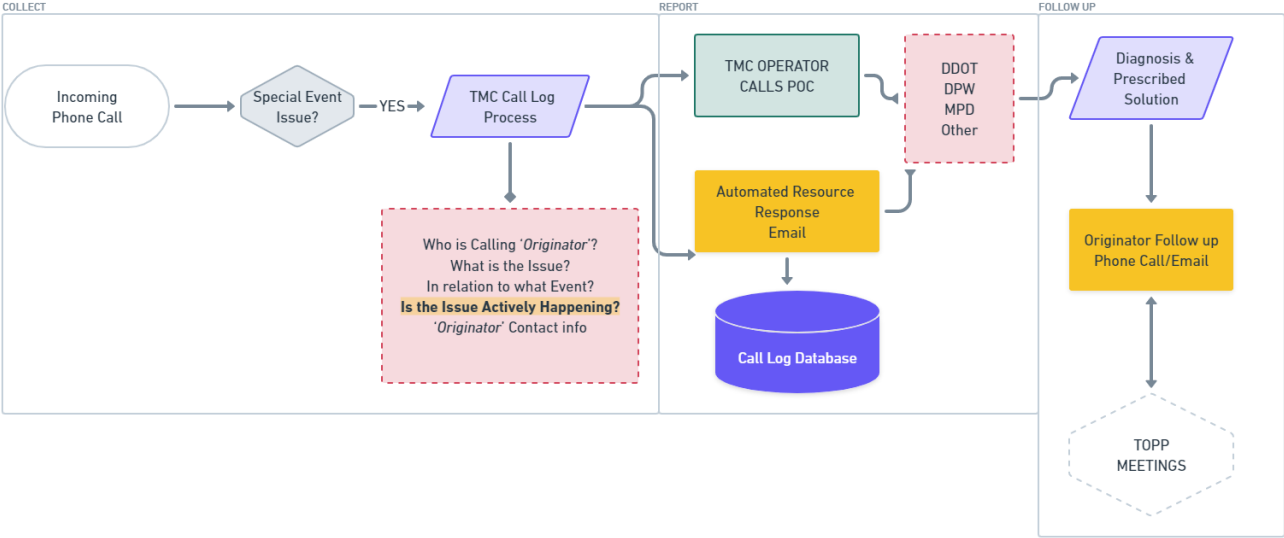 COLLECT
REPORT
FOLLOW UP
Incoming
Phone Call
Special Event
Issue?
YES
TMC Call Log
Process
Who is Calling ‘Originator’?
What is the Issue?
In relation to what Event?
Is the Issue Actively Happening?
‘Originator’ Contact info
TMC OPERATOR
CALLS POC
Automated Resource
Response
Email
Call Log Database
DDOT
DPW
MPD
Other
Diagnosis &
Prescribed
Solution
Originator Follow up
Phone Call/Email
TOPP
MEETINGS